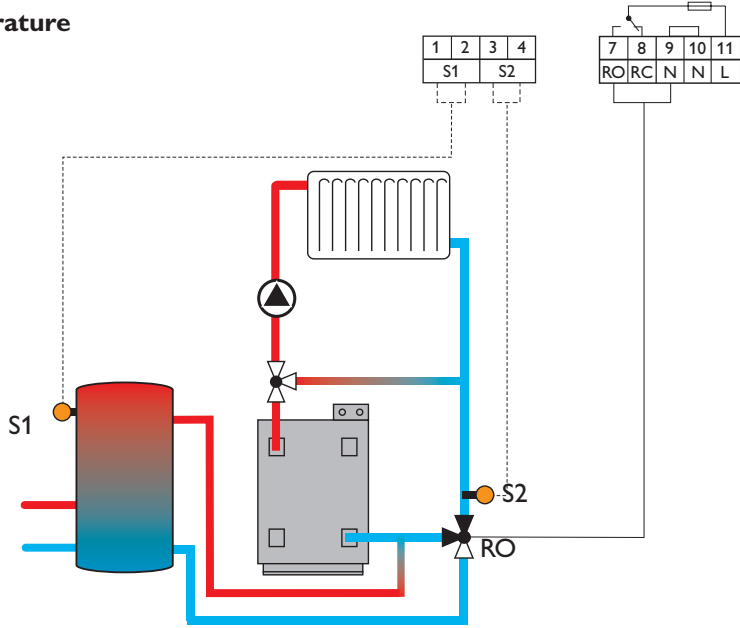 rature
1 2 3 4
S1 S2
7 8 9 10 11
RO RC N N L
S1
S2
RO